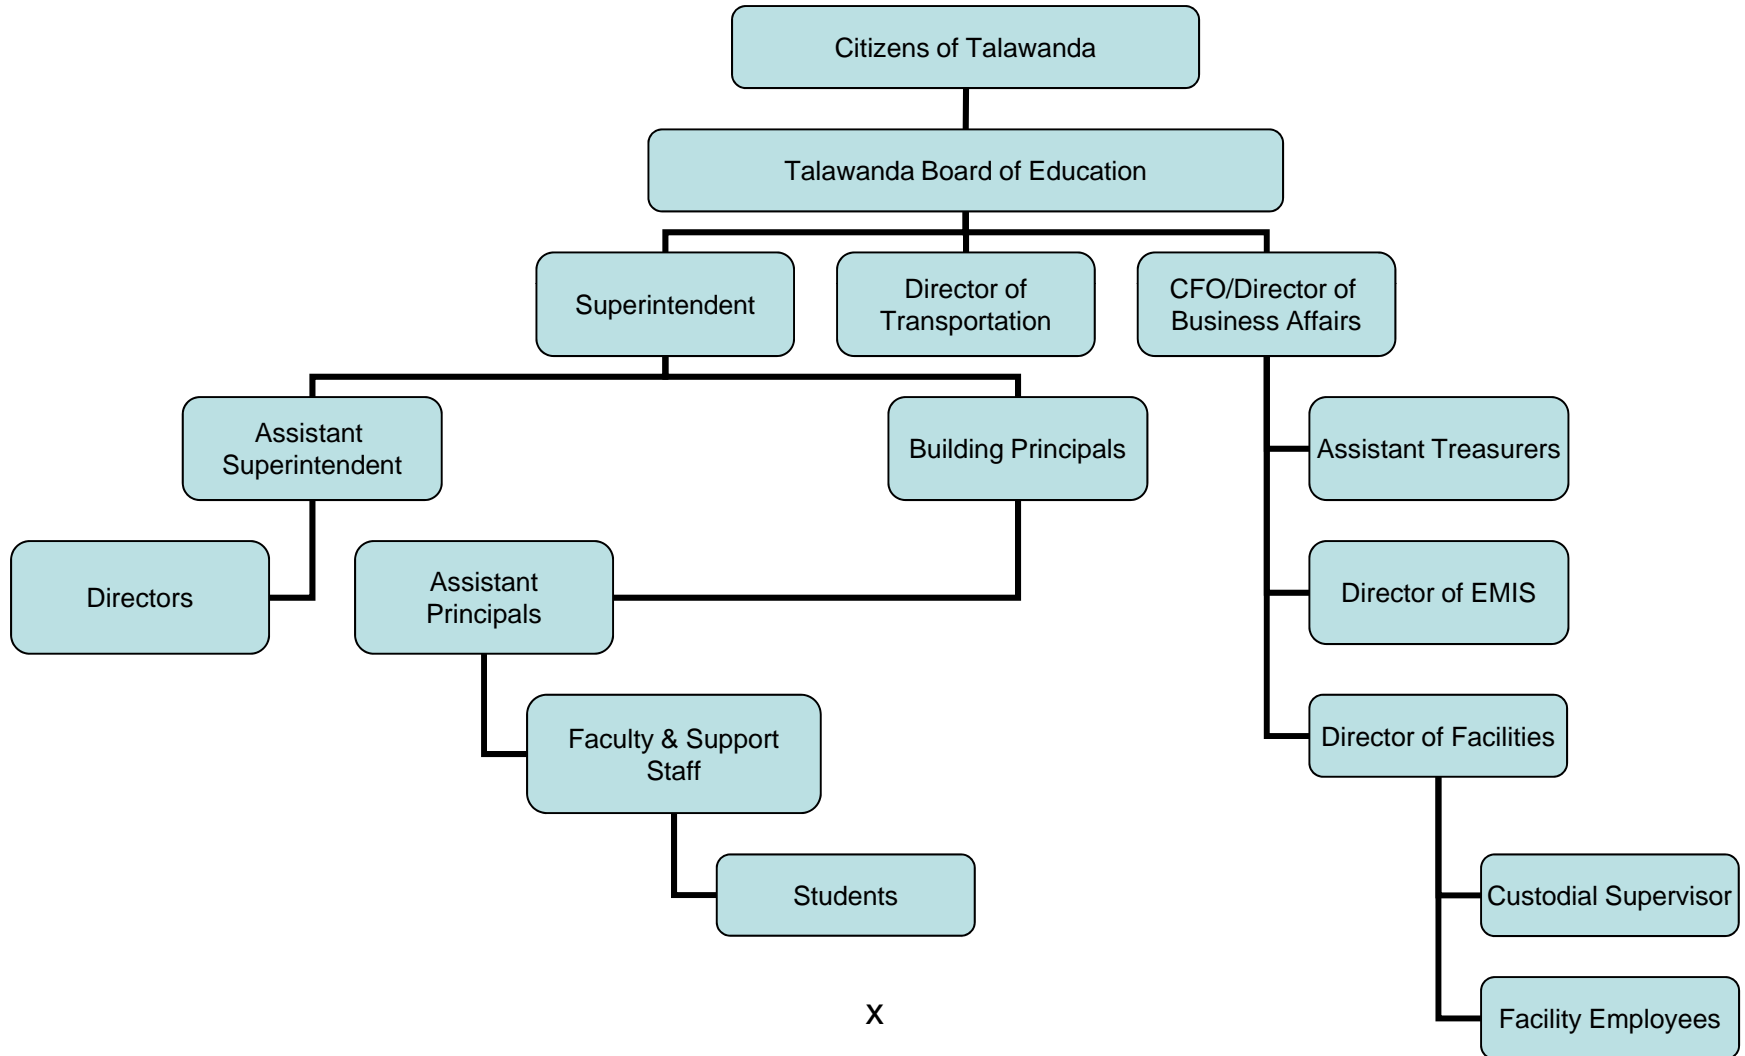 Citizens of Talawanda
Talawanda Board of Education
Superintendent
Director of
Transportation
CFO/Director of
Business Affairs
Assistant
Superintendent
Building Principals
Assistant Treasurers
Directors
Assistant
Principals
Director of EMIS
Faculty & Support
Staff
Director of Facilities
Students
Custodial Supervisor
x
Facility Employees